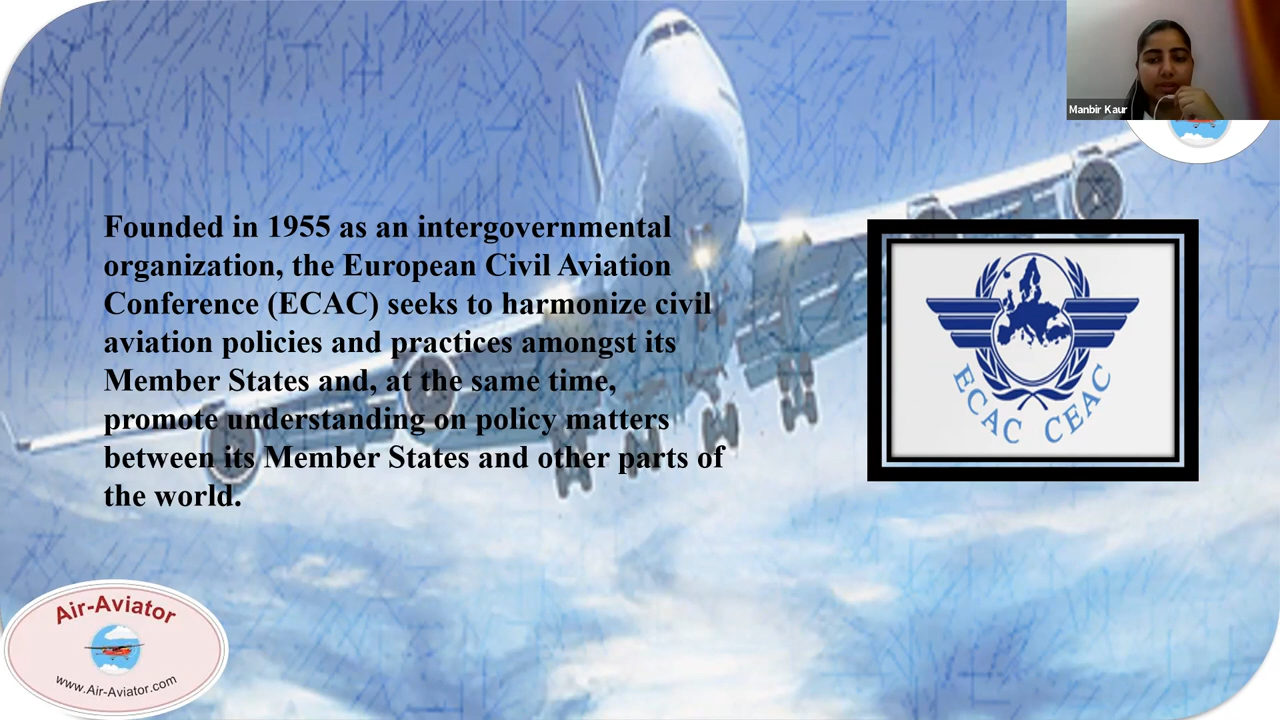 Manbir Kaur
Founded in 1955 as an intergovernmental
organization, the European Civil Aviation
Conference (ECAC) seeks to harmonize civil
aviation policies and practices amongst its
Member States and, at the same time,
promote understanding on policy matters
between its Member States and other parts of
the world.
ECAC CEAC
Air-Aviator
www.Air-Aviator.com